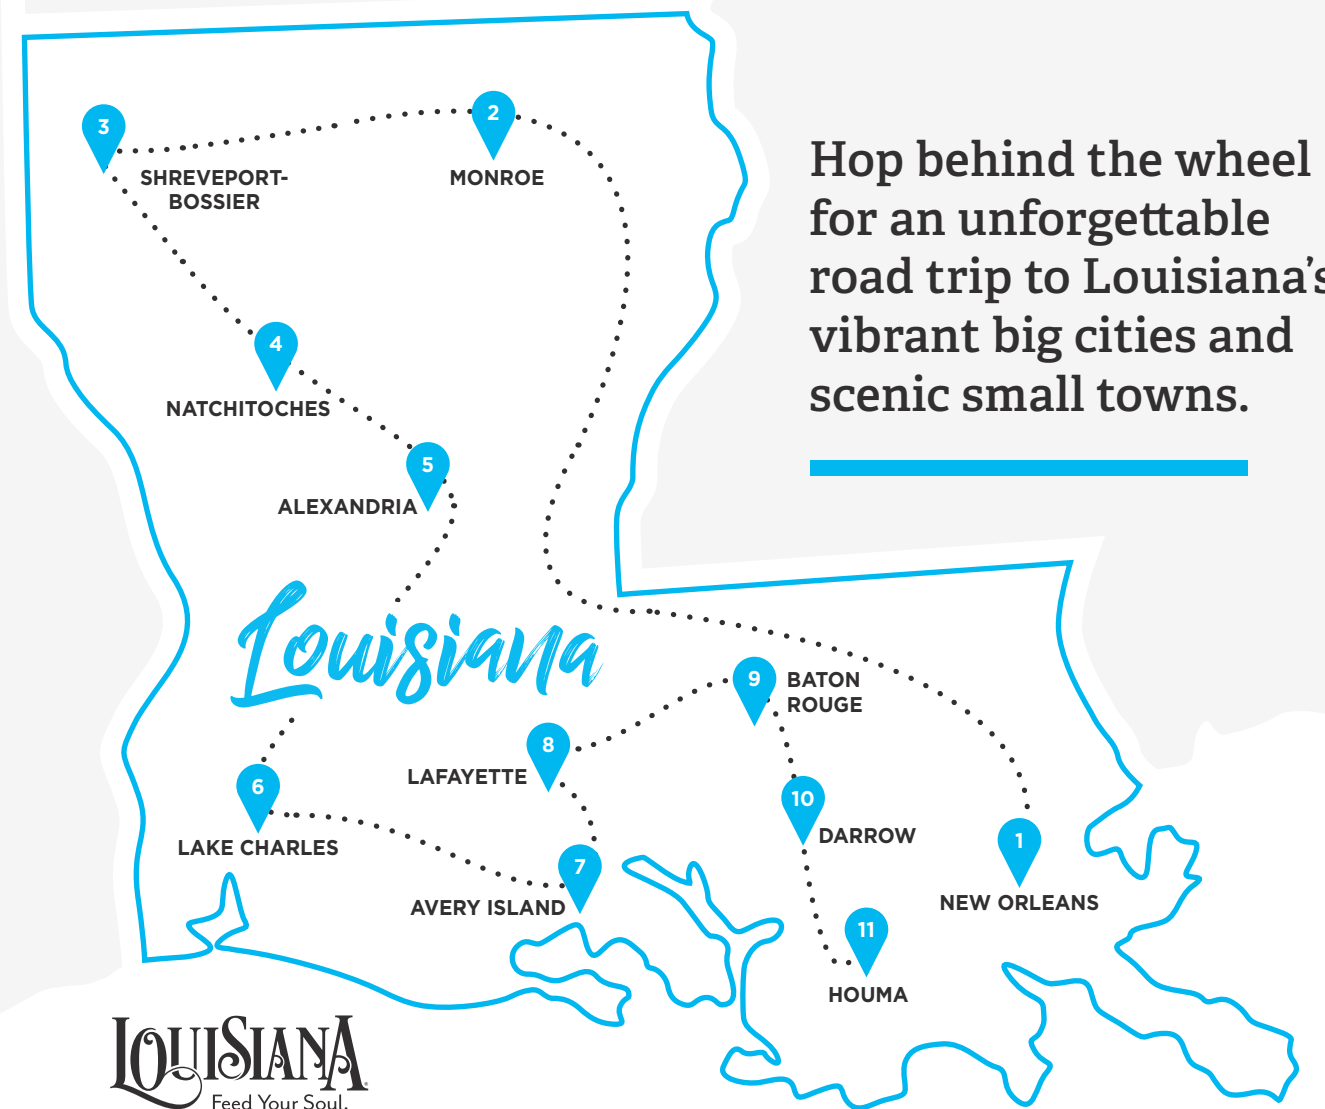 3
2
SHREVEPORT-
BOSSIER
MONROE
Hop behind the wheel
for an unforgettable
road trip to Louisiana's
vibrant big cities and
scenic small towns.
4
NATCHITOCHES
5
ALEXANDRIA
Louisiana
9
BATON
ROUGE
8
LAFAYETTE
6
LAKE CHARLES
10
DARROW
1
NEW ORLEANS
7
AVERY ISLAND
11
HOUMA
LOUISIANA
Feed Your Soul.